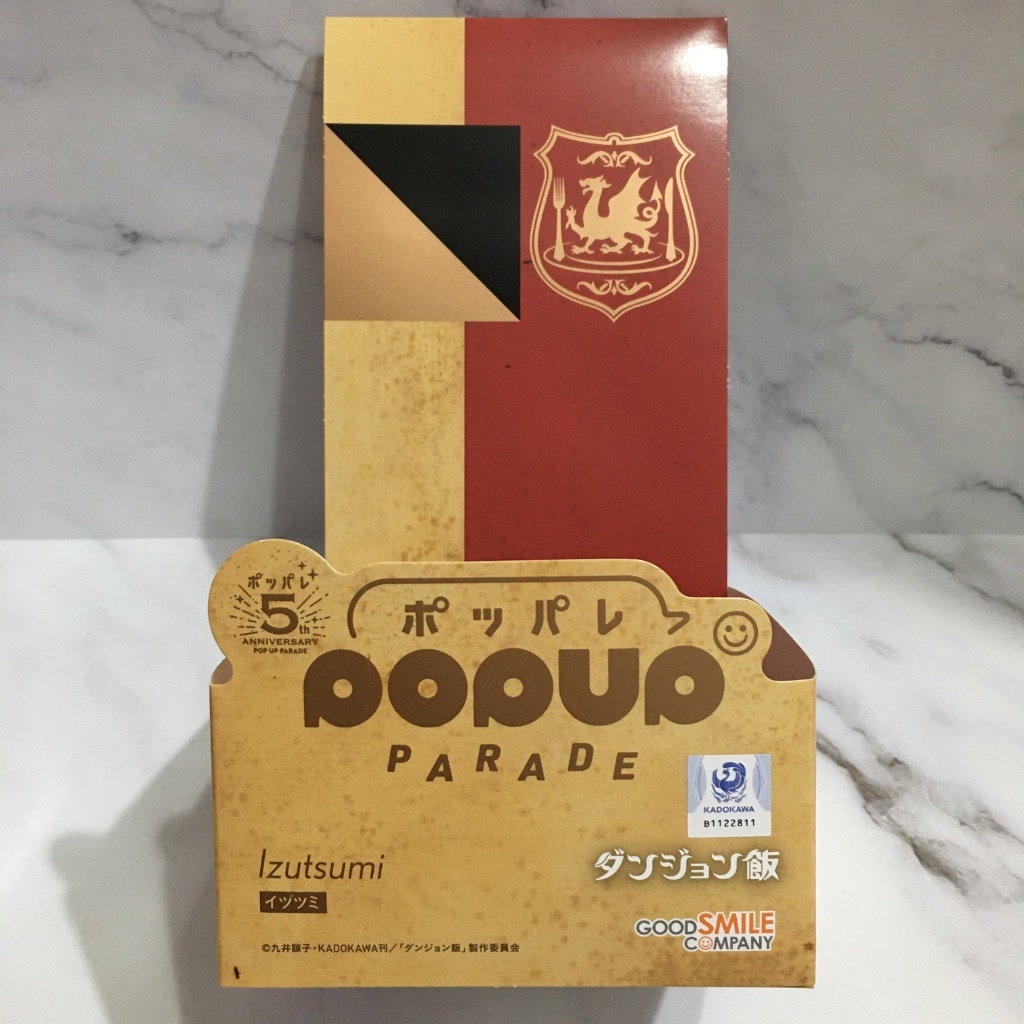 ポッパレ
5th
ANNIVERSARY
POP UP PARADE
ポッパレ
POPUP
PARADE
KADOKAWA
B1122811
Izutsumi
イヅツミ
ダンジョン飯
GOODSMILE
COMPANY
©九井諒子・KADOKAWA刊／「ダンジョン飯」製作委員会